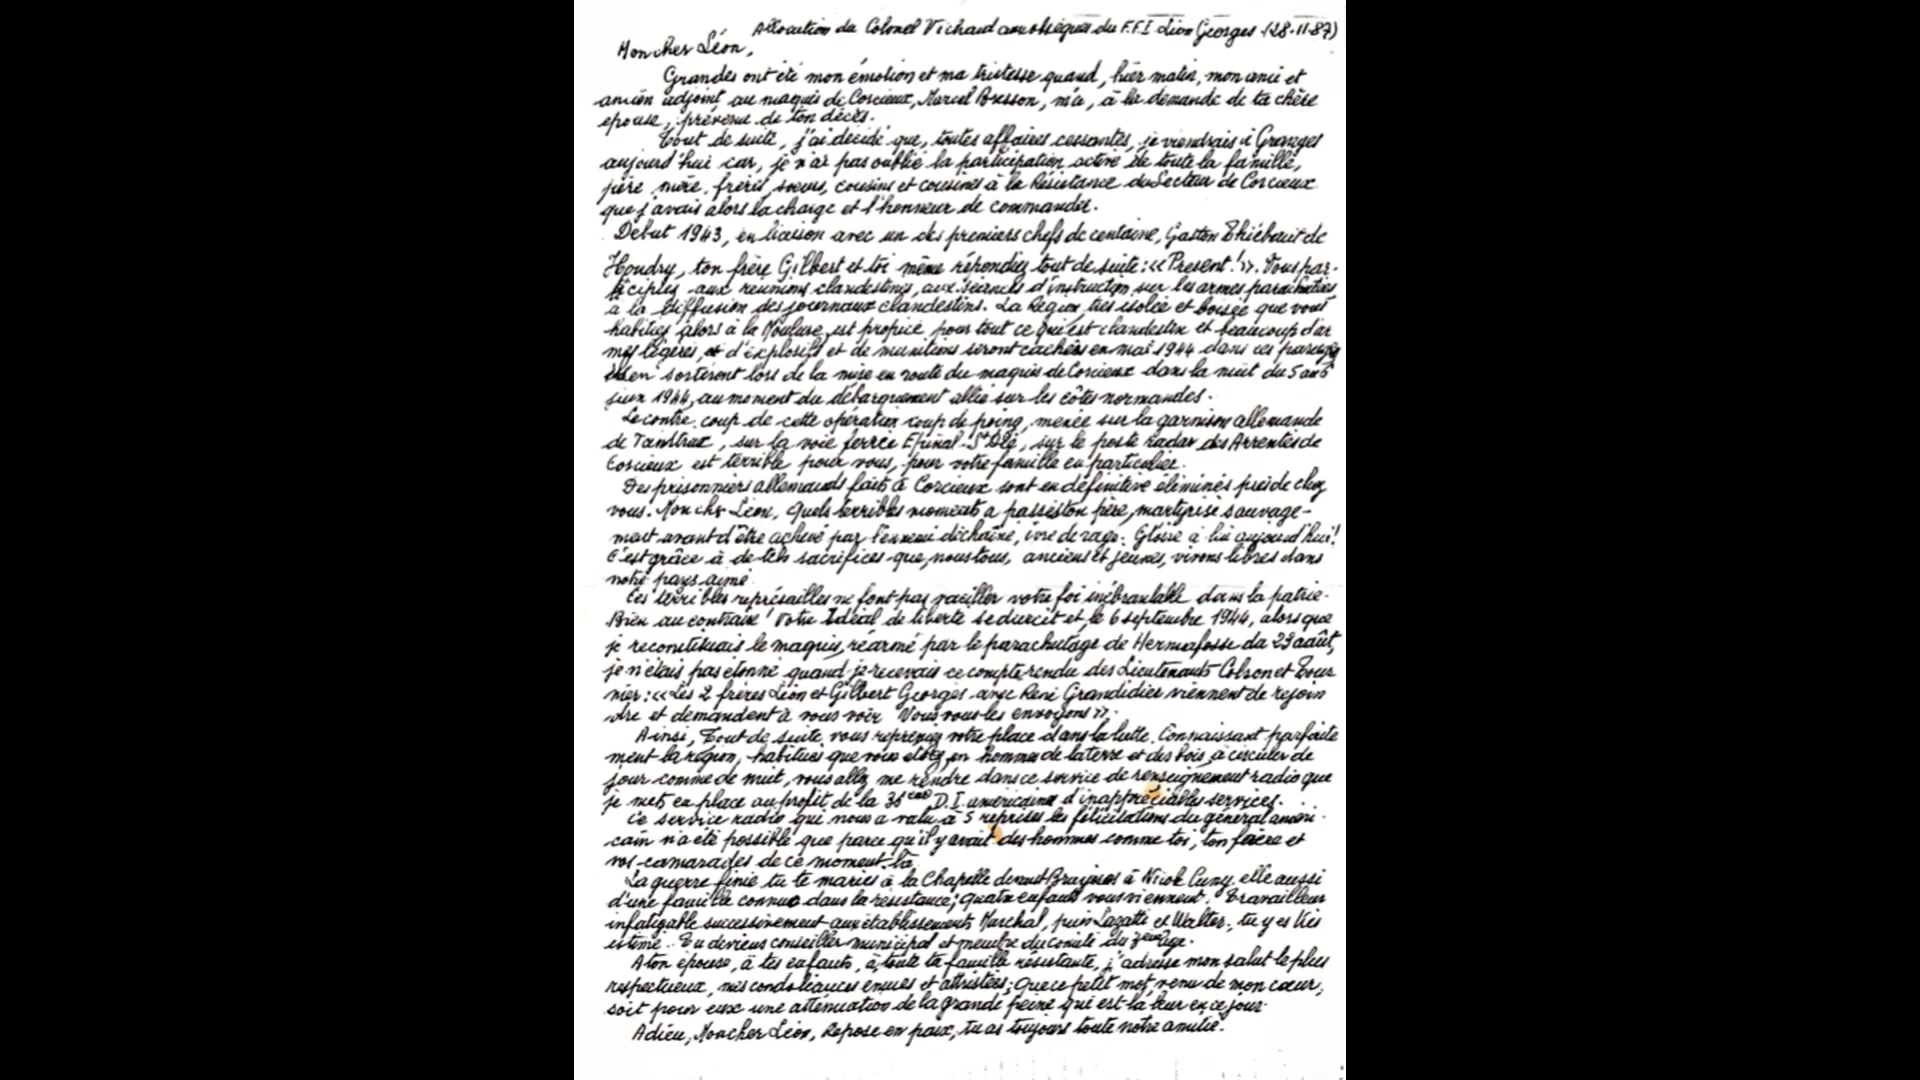 Allocution du Colonel Vichard aux obsèques du F.F.I Léon Georges (28-11-87)
Mon cher Léon,
Grandes ont été mon émotion et ma tristesse quand, hier matin, mon ami et
ancien adjoint au maquis de Corcieux, Marcel Bresson, m'a, à la demande de ta chère
épouse, prévenu de ton décès.
Tout de suite, j'ai décidé que, toutes affaires cessantes, je viendrais à Granges
aujourd'hui car, je n'ai pas oublié la participation active de toute la famille,
père, mère, frères, soeurs, cousins et cousines à la Résistance du Secteur de Corcieux
que j'avais alors la charge et l'honneur de commander.
Début 1943, en liaison avec un des premiers chefs de centaine, Gaston Thiébaut de
Houdry, ton frère Gilbert et toi même répondiez tout de suite : << Présent ! >>. Vous par-
ticipiez aux réunions clandestines, aux séances d'instruction sur les armes parachutées
à la diffusion des journaux clandestins. La Région très isolée et boisée que vous
habitiez alors à la Mouleuse est propice pour tout ce qui est clandestin et beaucoup d'ar
mes légères, et d'explosifs et de munitions seront cachées en mai 1944 dans ces parages
en sortiront lors de la mise en route du maquis de Corcieux dans la nuit du 5 au 6
juin 1944, au moment du débarquement allié sur les côtes normandes.
Le contre coup de cette opération coup de poing, menée sur la garnison allemande
de Taintrux, sur la voie ferrée Epinal-St Dié, sur le poste radar des Arrentès de
Corcieux est terrible pour vous, pour votre famille en particulier.
Des prisonniers allemands faits à Corcieux sont en définitive éliminés près de chez
vous. Mon cher Léon, Quels terribles moments a passés ton père, martyrisé sauvage-
ment avant d'être achevé par l'ennemi déchaîné, ivre de rage. Gloire à lui aujourd'hui !
C'est grâce à de tels sacrifices que, nous tous, anciens et jeunes, vivons libres dans
notre pays aimé
Ces terribles représailles ne font pas vaciller votre foi inébranlable dans la patrie.
Bien au contraire ! Votre Idéal de liberté se durcit et, le 6 septembre 1944, alors que
je reconstituais le maquis, réarmé par le parachutage de Hermafosse du 29 août,
je n'étais pas étonné quand je recevais ce compte rendu des Lieutenants Colson et Tour
nier : << Les 2 frères Léon et Gilbert Georges avec René Grandidier viennent de rejoin
dre et demandent à vous voir Nous vous les envoyons >>.
Ainsi, Tout de suite vous repreniez votre place dans la lutte. Connaissant parfaite
ment la région, habitués que vous étiez, en hommes de la terre et des bois, à circuler de
jour comme de nuit, vous allez me rendre dans ce service de renseignement radio que
je mets en place au profit de la 36 eme D.I. américaine d'inappréciables services.
Ce service radio qui nous a valu à 5 reprises les félicitations du général améri-
cain n'a été possible que parce qu'il y avait des hommes comme toi, ton frère et
vos camarades de ce moment-là
La guerre finie tu te maries à la Chapelle devant Bruyères à Nicole Cuny, elle aussi
d'une famille connue dans la résistance ; quatre enfants vous viennent. Travailleur
infatigable successivement aux établissements Marchal, puis Lazatti et Walter, tu y es très
estimé. Tu deviens conseiller municipal et membre du comité du 3eme age.
A ton épouse, à tes enfants, à toute ta famille résistante, j'adresse mon salut le plus
respectueux, mes condoléances émues et attristées ; Que ce petit mot, venu de mon coeur,
soit pour eux une atténuation de la grande peine qui est la leur en ce jour.
Adieu, Mon cher Léon, Repose en paix, tu as toujours toute notre amitié.